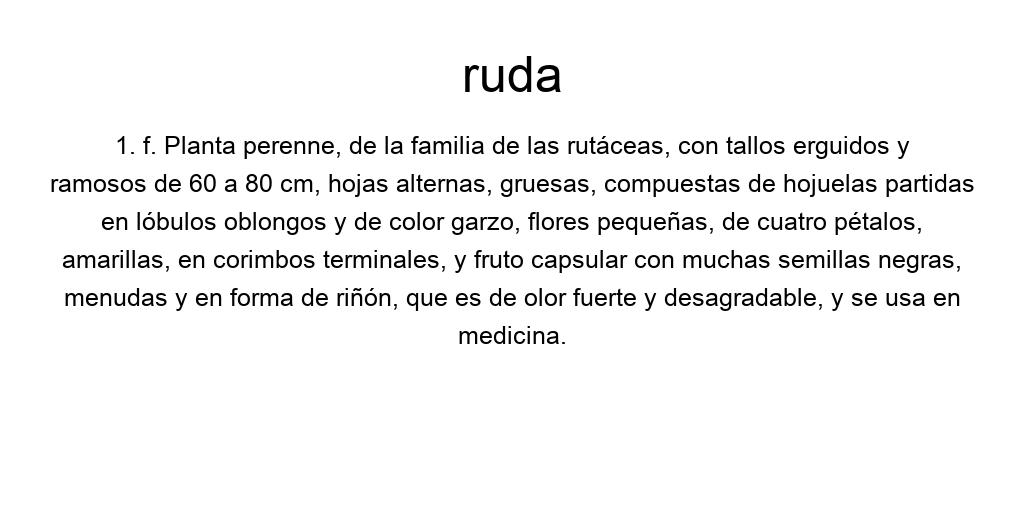 ruda
1. f. Planta perenne, de la familia de las rutáceas, con tallos erguidos y
ramosos de 60 a 80 cm, hojas alternas, gruesas, compuestas de hojuelas partidas
en lóbulos oblongos y de color garzo, flores pequeñas, de cuatro pétalos,
amarillas, en corimbos terminales, y fruto capsular con muchas semillas negras,
menudas y en forma de riñón, que es de olor fuerte y desagradable, y se usa en
medicina.